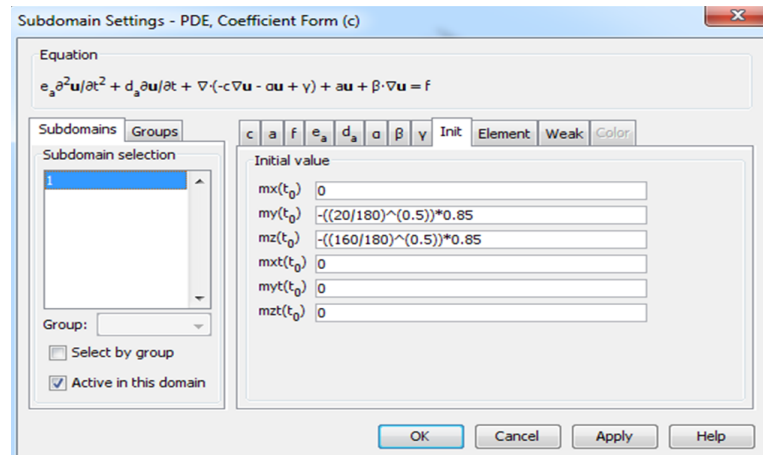 Subdomain Settings - PDE, Coefficient Form (c)
Equation
eₐ∂²u/∂t² + dₐ∂u/∂t + ∇·(-c∇u - αu + γ) + au + β·∇u = f
Subdomains Groups
Subdomain selection
1
Group:
Select by group
Active in this domain
c a f eₐ dₐ α β γ Init Element Weak Color
Initial value
mx(t₀) 0
my(t₀) -((20/180)^(0.5))*0.85
mz(t₀) -((160/180)^(0.5))*0.85
mxt(t₀) 0
myt(t₀) 0
mzt(t₀) 0
OK Cancel Apply Help